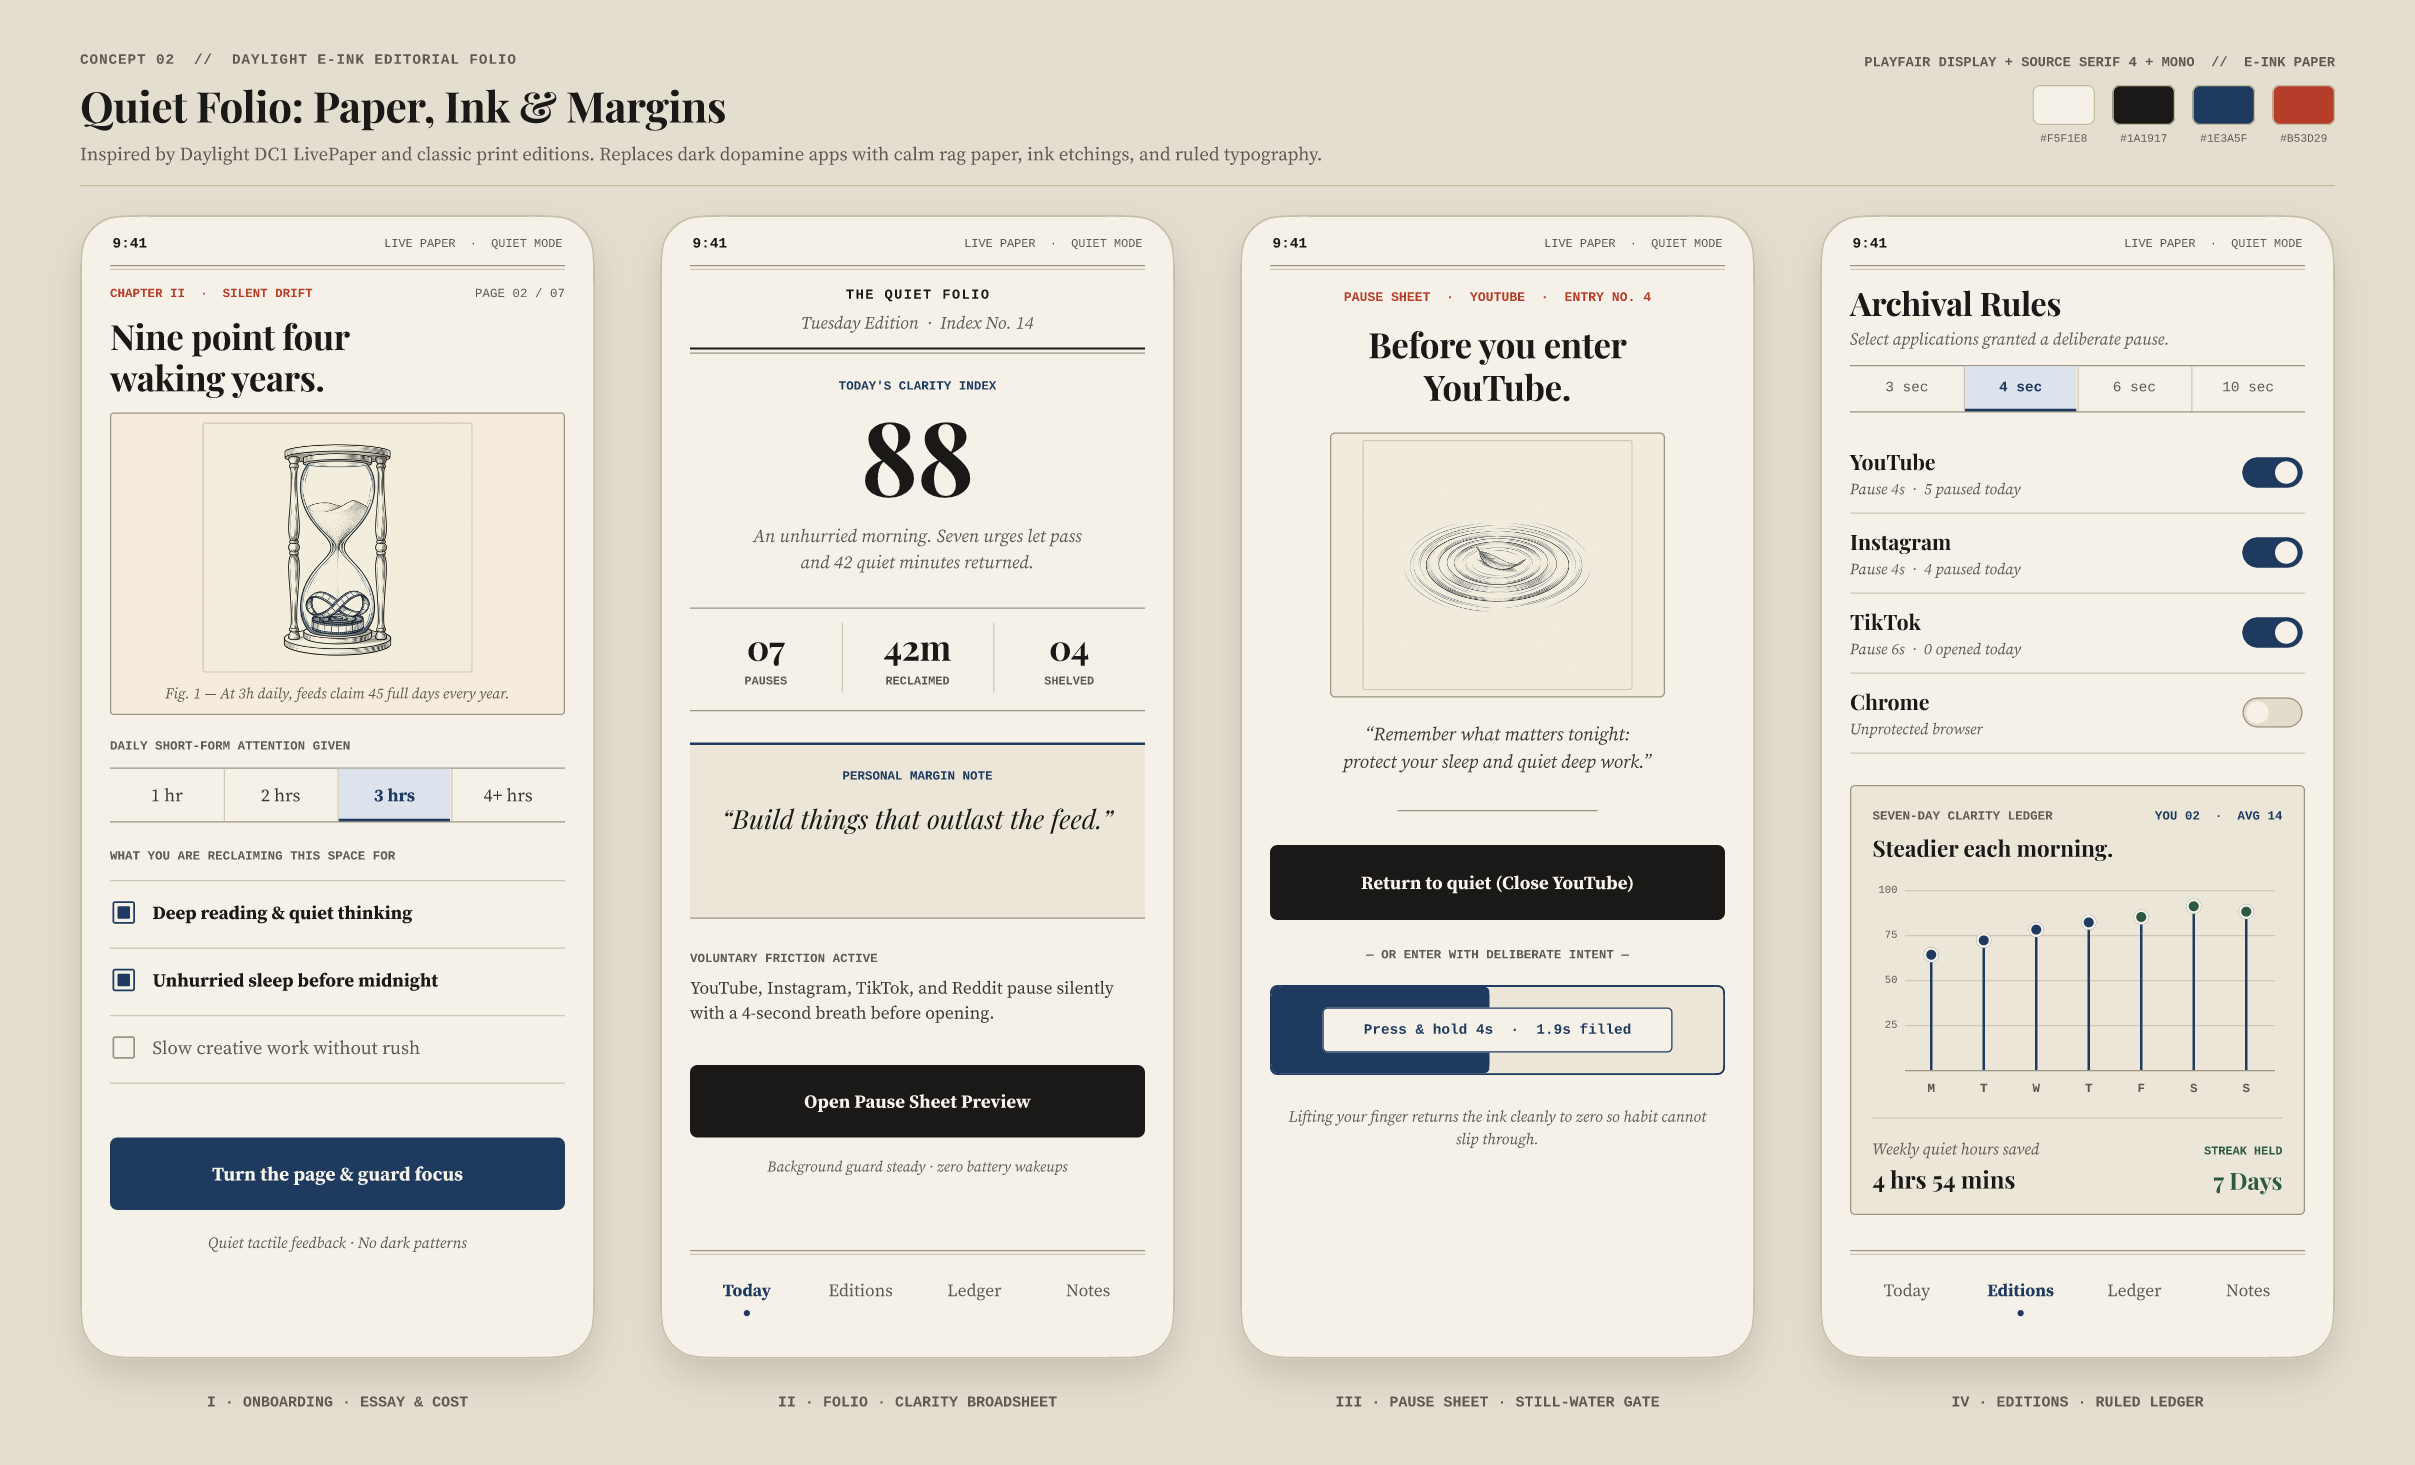 CONCEPT 02 // DAYLIGHT E-INK EDITORIAL FOLIO
Quiet Folio: Paper, Ink & Margins
Inspired by Daylight DC1 LivePaper and classic print editions. Replaces dark dopamine apps with calm rag paper, ink etchings, and ruled typography.
PLAYFAIR DISPLAY + SOURCE SERIF 4 + MONO // E-INK PAPER
#F5F1E8 #1A1917 #1E3A5F #B53D29
9:41 LIVE PAPER · QUIET MODE
CHAPTER II · SILENT DRIFT PAGE 02 / 07
Nine point four
waking years.
Fig. 1 — At 3h daily, feeds claim 45 full days every year.
DAILY SHORT-FORM ATTENTION GIVEN
1 hr 2 hrs 3 hrs 4+ hrs
WHAT YOU ARE RECLAIMING THIS SPACE FOR
Deep reading & quiet thinking
Unhurried sleep before midnight
Slow creative work without rush
Turn the page & guard focus
Quiet tactile feedback · No dark patterns
I · ONBOARDING · ESSAY & COST
9:41 LIVE PAPER · QUIET MODE
THE QUIET FOLIO
Tuesday Edition · Index No. 14
TODAY'S CLARITY INDEX
88
An unhurried morning. Seven urges let pass
and 42 quiet minutes returned.
07 42m 04
PAUSES RECLAIMED SHELVED
PERSONAL MARGIN NOTE
“Build things that outlast the feed.”
VOLUNTARY FRICTION ACTIVE
YouTube, Instagram, TikTok, and Reddit pause silently
with a 4-second breath before opening.
Open Pause Sheet Preview
Background guard steady · zero battery wakeups
Today Editions Ledger Notes
II · FOLIO · CLARITY BROADSHEET
9:41 LIVE PAPER · QUIET MODE
PAUSE SHEET · YOUTUBE · ENTRY NO. 4
Before you enter
YouTube.
“Remember what matters tonight:
protect your sleep and quiet deep work.”
Return to quiet (Close YouTube)
— OR ENTER WITH DELIBERATE INTENT —
Press & hold 4s · 1.9s filled
Lifting your finger returns the ink cleanly to zero so habit cannot
slip through.
III · PAUSE SHEET · STILL-WATER GATE
9:41 LIVE PAPER · QUIET MODE
Archival Rules
Select applications granted a deliberate pause.
3 sec 4 sec 6 sec 10 sec
YouTube
Pause 4s · 5 paused today
Instagram
Pause 4s · 4 paused today
TikTok
Pause 6s · 0 opened today
Chrome
Unprotected browser
SEVEN-DAY CLARITY LEDGER YOU 02 · AVG 14
Steadier each morning.
100
75
50
25
M T W T F S S
Weekly quiet hours saved STREAK HELD
4 hrs 54 mins 7 Days
Today Editions Ledger Notes
IV · EDITIONS · RULED LEDGER